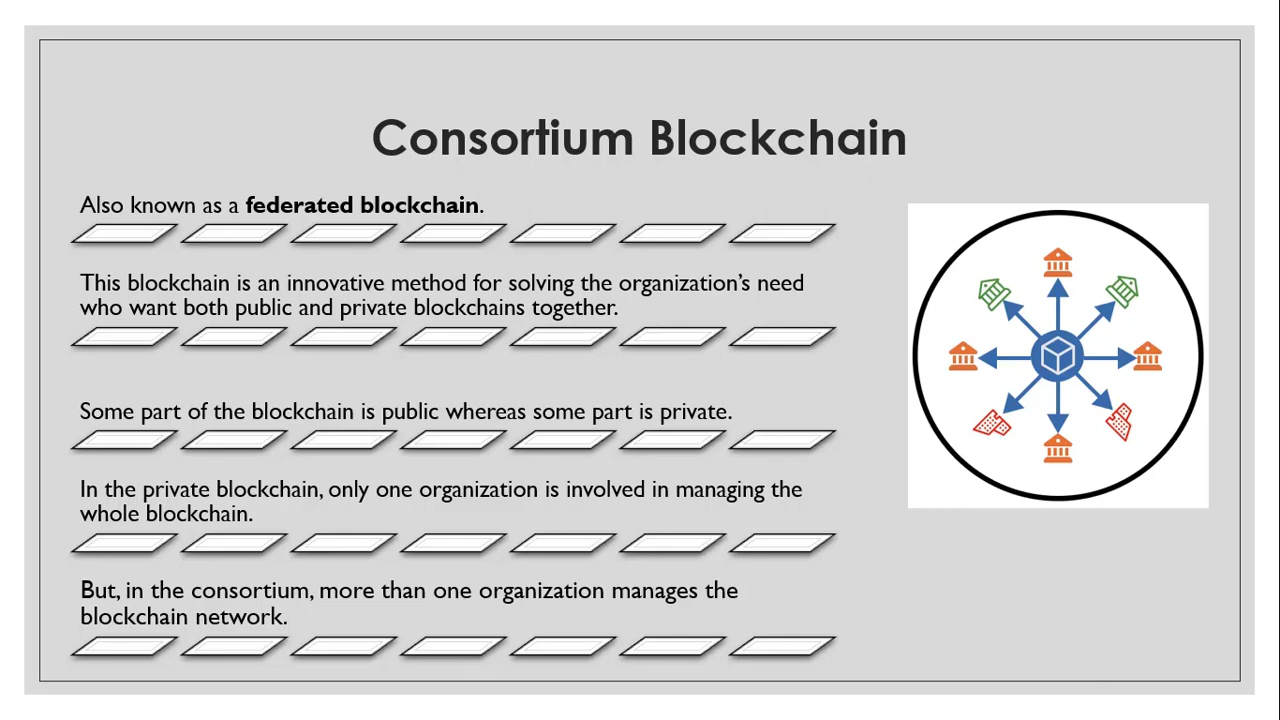 Consortium Blockchain
Also known as a federated blockchain.
This blockchain is an innovative method for solving the organization’s need
who want both public and private blockchains together.
Some part of the blockchain is public whereas some part is private.
In the private blockchain, only one organization is involved in managing the
whole blockchain.
But, in the consortium, more than one organization manages the
blockchain network.